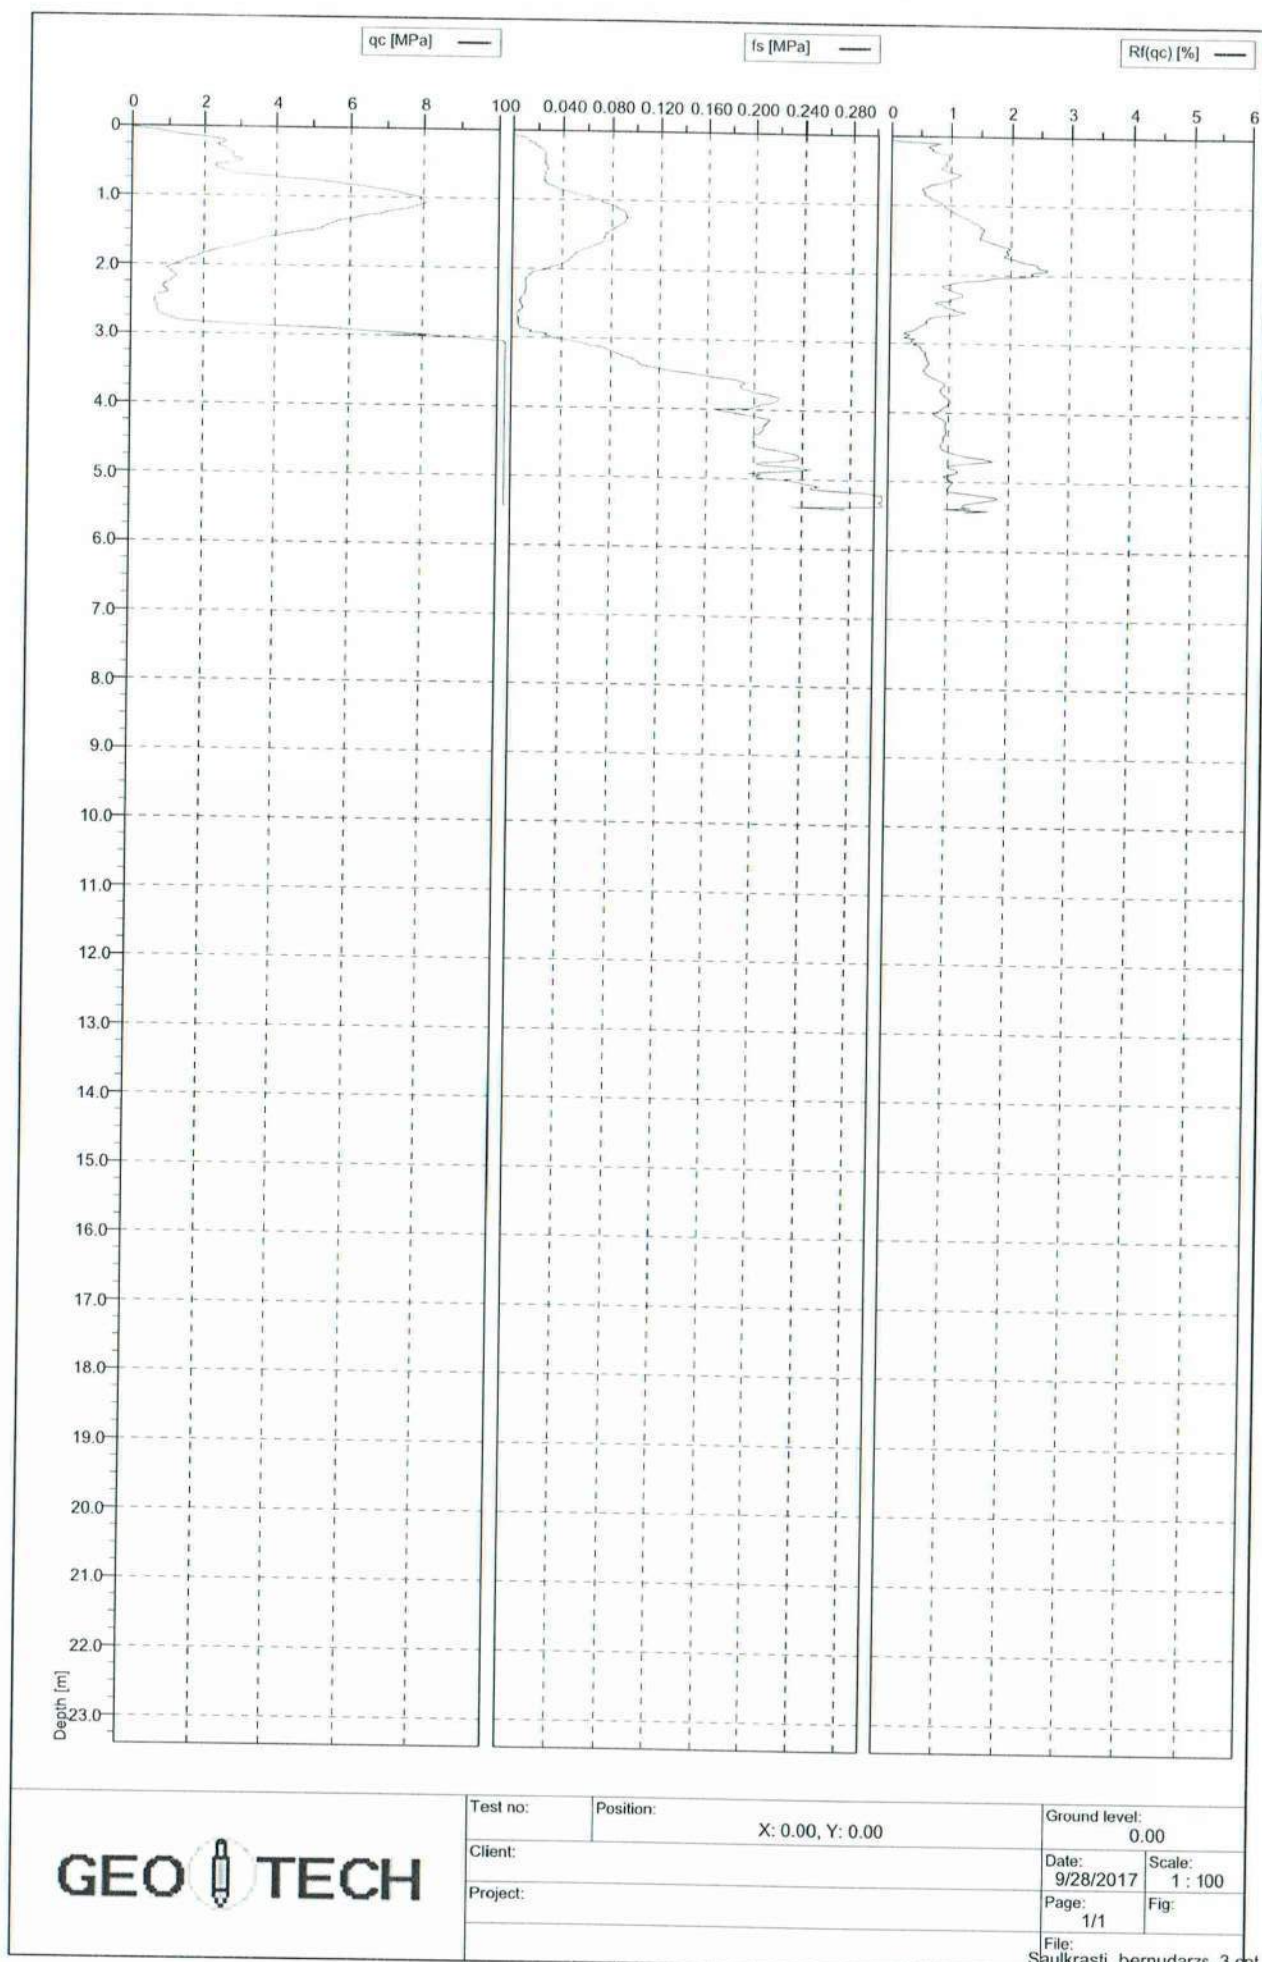 qc [MPa]
fs [MPa]
Rf(qc) [%]
0 2 4 6 8 10
0 0.040 0.080 0.120 0.160 0.200 0.240 0.280
0 1 2 3 4 5 6
0
1.0
2.0
3.0
4.0
5.0
6.0
7.0
8.0
9.0
10.0
11.0
12.0
13.0
14.0
15.0
16.0
17.0
18.0
19.0
20.0
21.0
22.0
23.0
Depth [m]
GEOTECH
Test no:
Position:
X: 0.00, Y: 0.00
Ground level:
0.00
Client:
Date:
9/28/2017
Scale:
1 : 100
Project:
Page:
1/1
Fig:
File:
Saulkrasti_bernudarzs_3.cpt